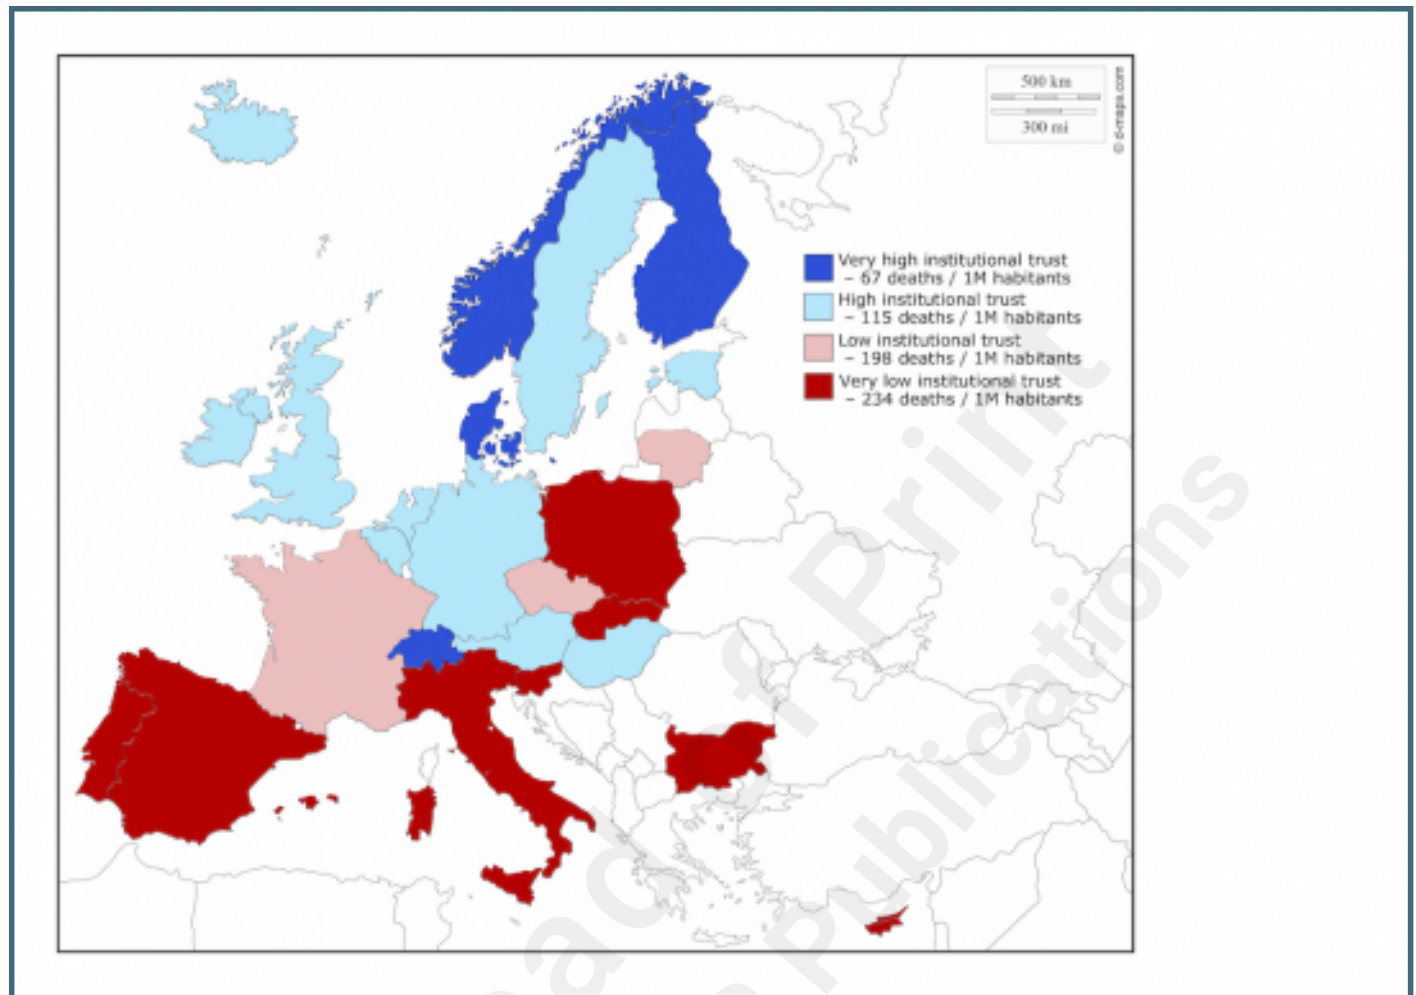 500 km
300 mi
© d-maps.com
Very high institutional trust
– 67 deaths / 1M habitants
High institutional trust
– 115 deaths / 1M habitants
Low institutional trust
– 198 deaths / 1M habitants
Very low institutional trust
– 234 deaths / 1M habitants
ad of Print
Publications